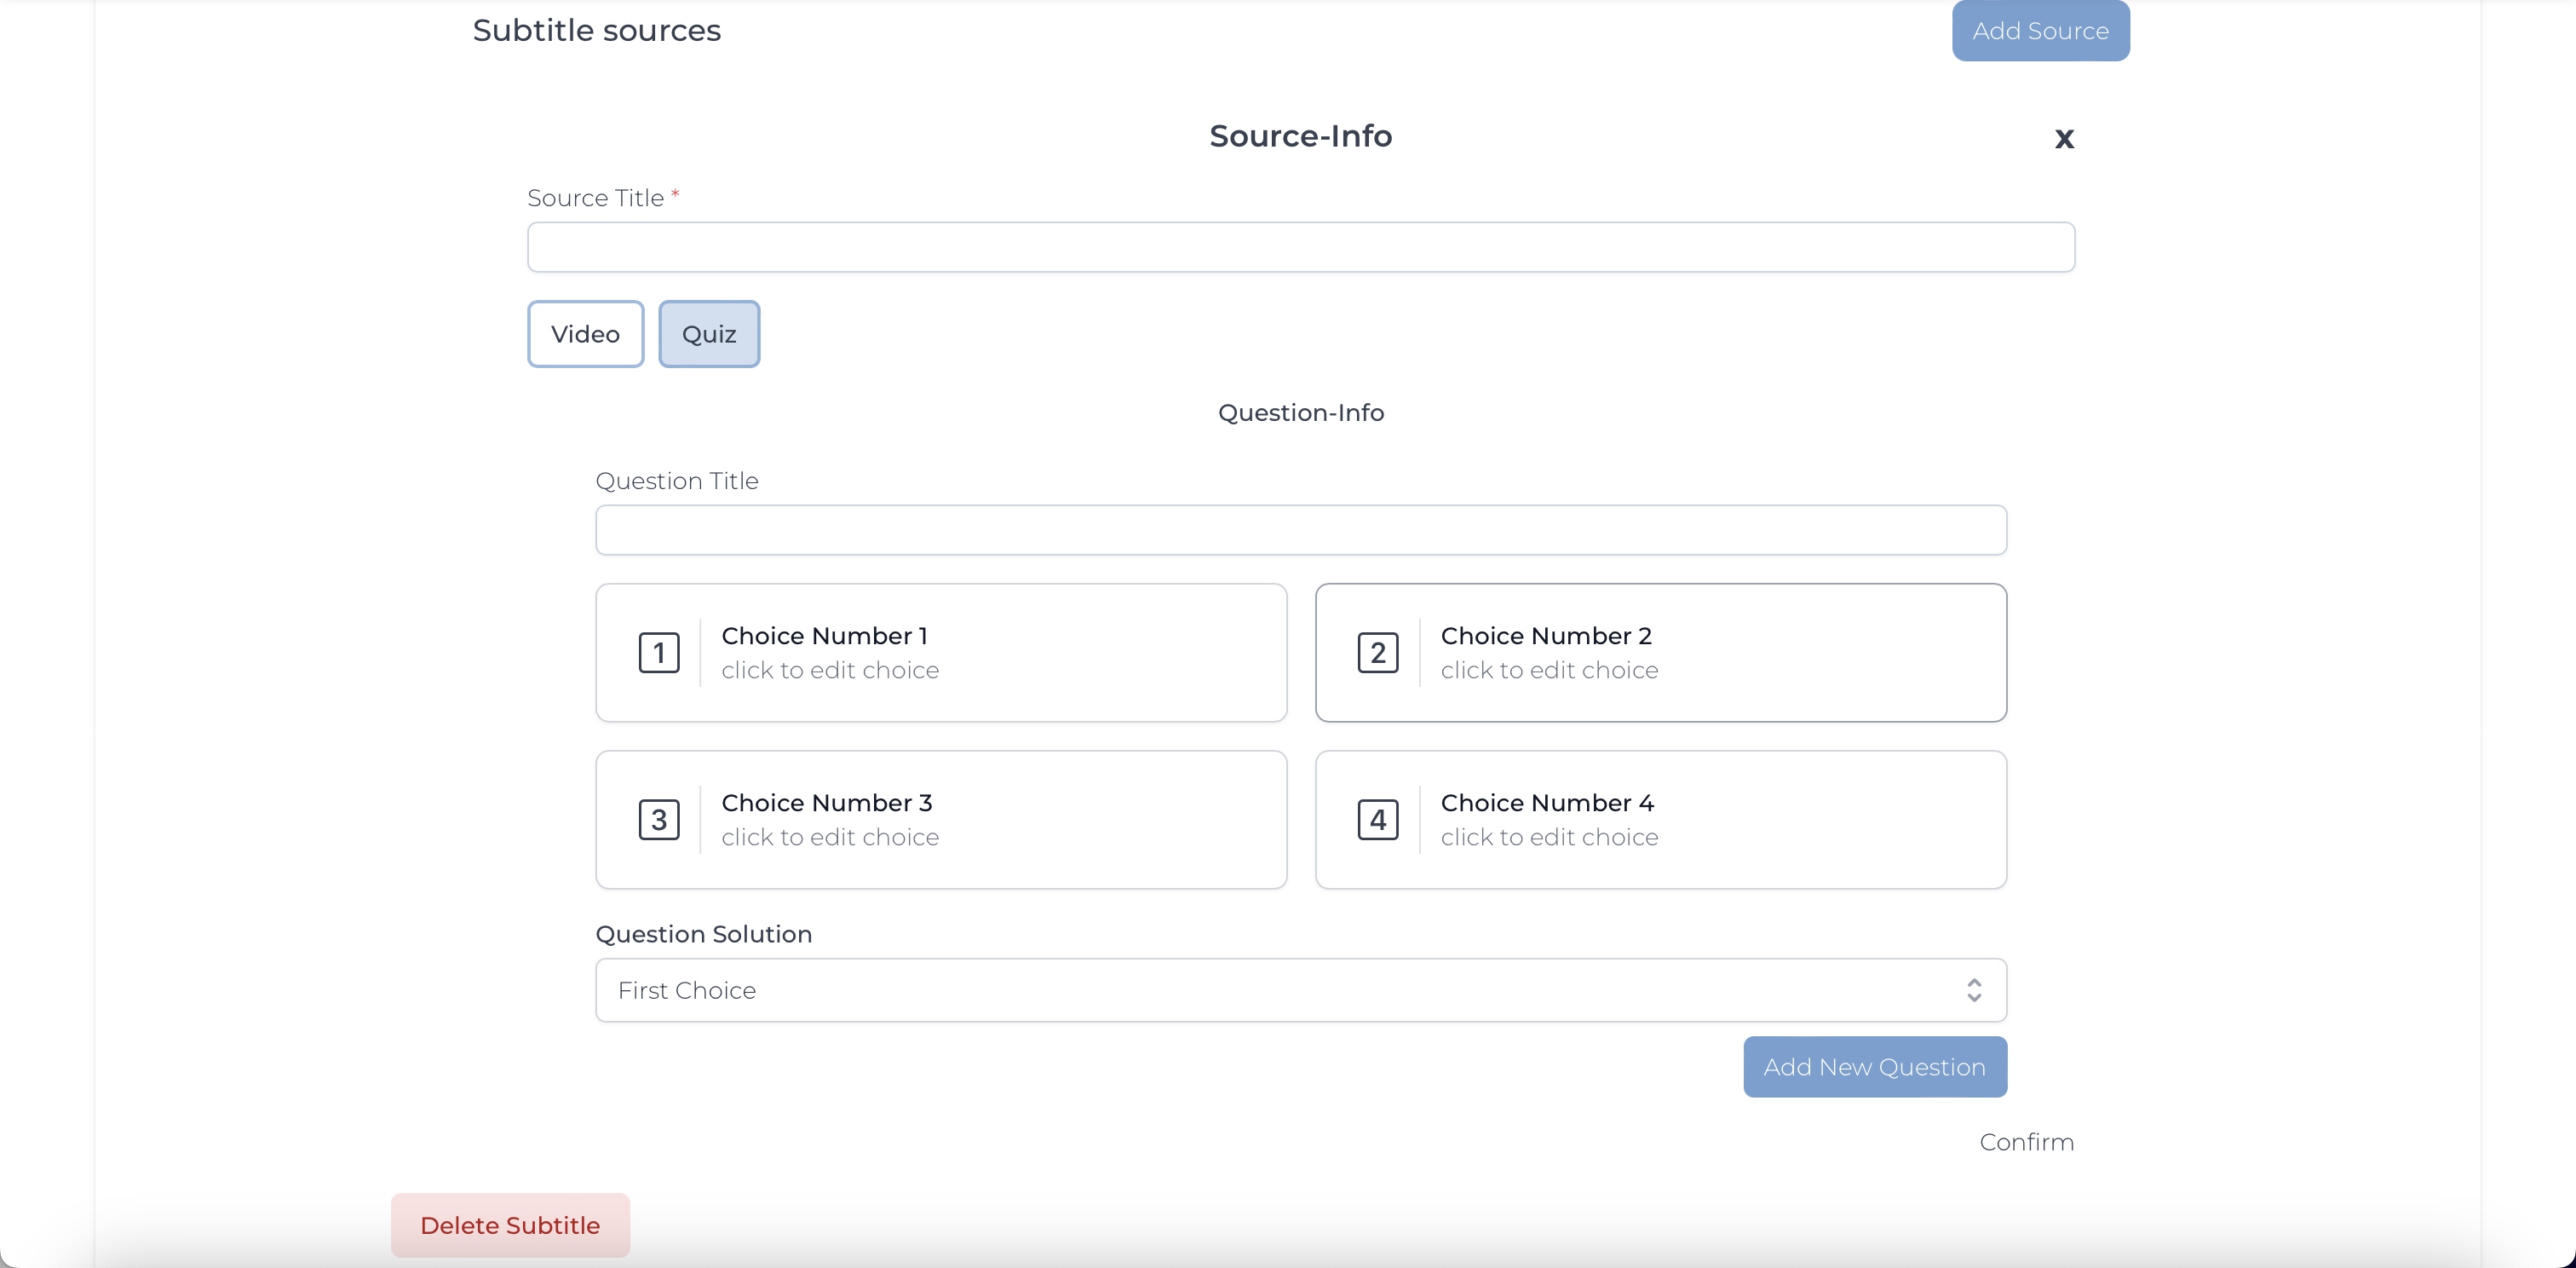 Subtitle sources
Add Source
Source-Info
x
Source Title *
Video
Quiz
Question-Info
Question Title
1
Choice Number 1
click to edit choice
2
Choice Number 2
click to edit choice
3
Choice Number 3
click to edit choice
4
Choice Number 4
click to edit choice
Question Solution
First Choice
Add New Question
Confirm
Delete Subtitle